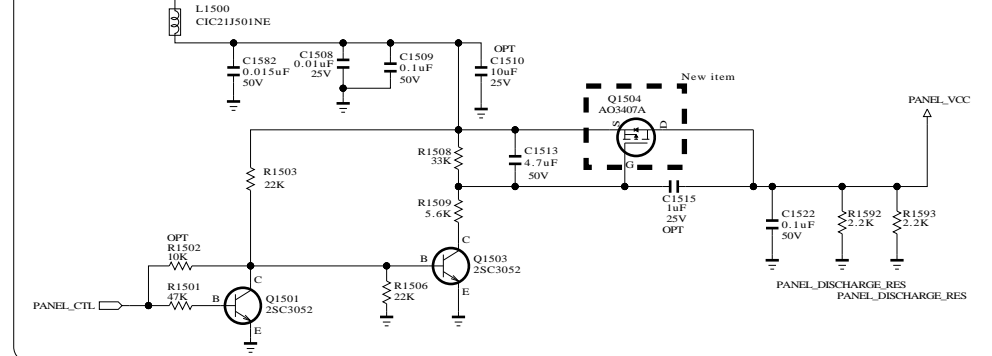 L1500
CIC21J501NE
C1582
0.015uF
50V
C1508
0.01uF
25V
C1509
0.1uF
50V
OPT
C1510
10uF
25V
New item
Q1504
AO3407A
S
D
G
PANEL_VCC
R1503
22K
R1508
33K
C1513
4.7uF
50V
R1509
5.6K
C1515
1uF
25V
OPT
C1522
0.1uF
50V
R1592
2.2K
R1593
2.2K
OPT
R1502
10K
R1501
47K
PANEL_CTL
B
C
E
Q1501
2SC3052
R1506
22K
B
C
E
Q1503
2SC3052
PANEL_DISCHARGE_RES
PANEL_DISCHARGE_RES